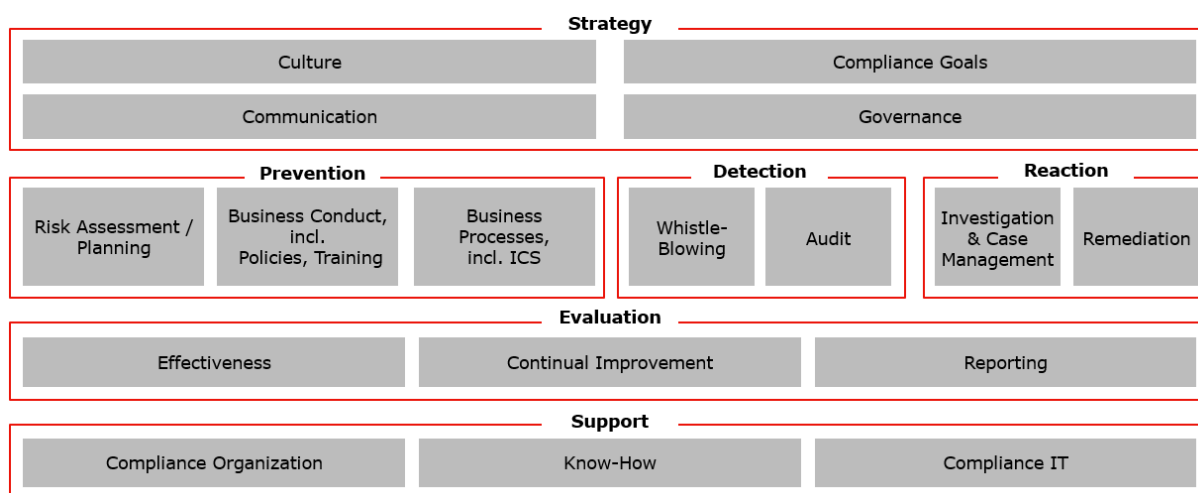 Strategy
Culture
Compliance Goals
Communication
Governance
Prevention
Risk Assessment /
Planning
Business Conduct,
incl.
Policies, Training
Business
Processes,
incl. ICS
Detection
Whistle-
Blowing
Audit
Reaction
Investigation
& Case
Management
Remediation
Evaluation
Effectiveness
Continual Improvement
Reporting
Support
Compliance Organization
Know-How
Compliance IT